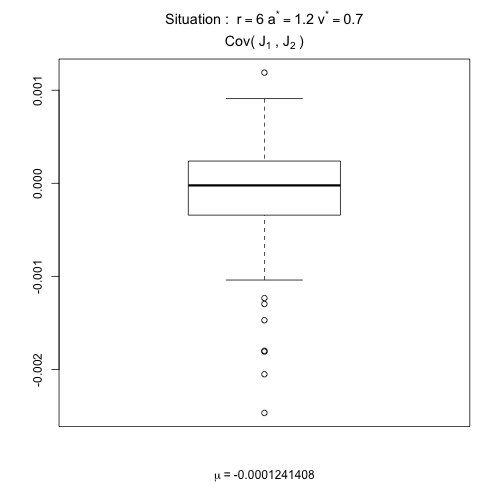 Situation : r = 6 a* = 1.2 v* = 0.7
Cov( J₁ , J₂ )
0.001
0.000
-0.001
-0.002
μ = -0.0001241408